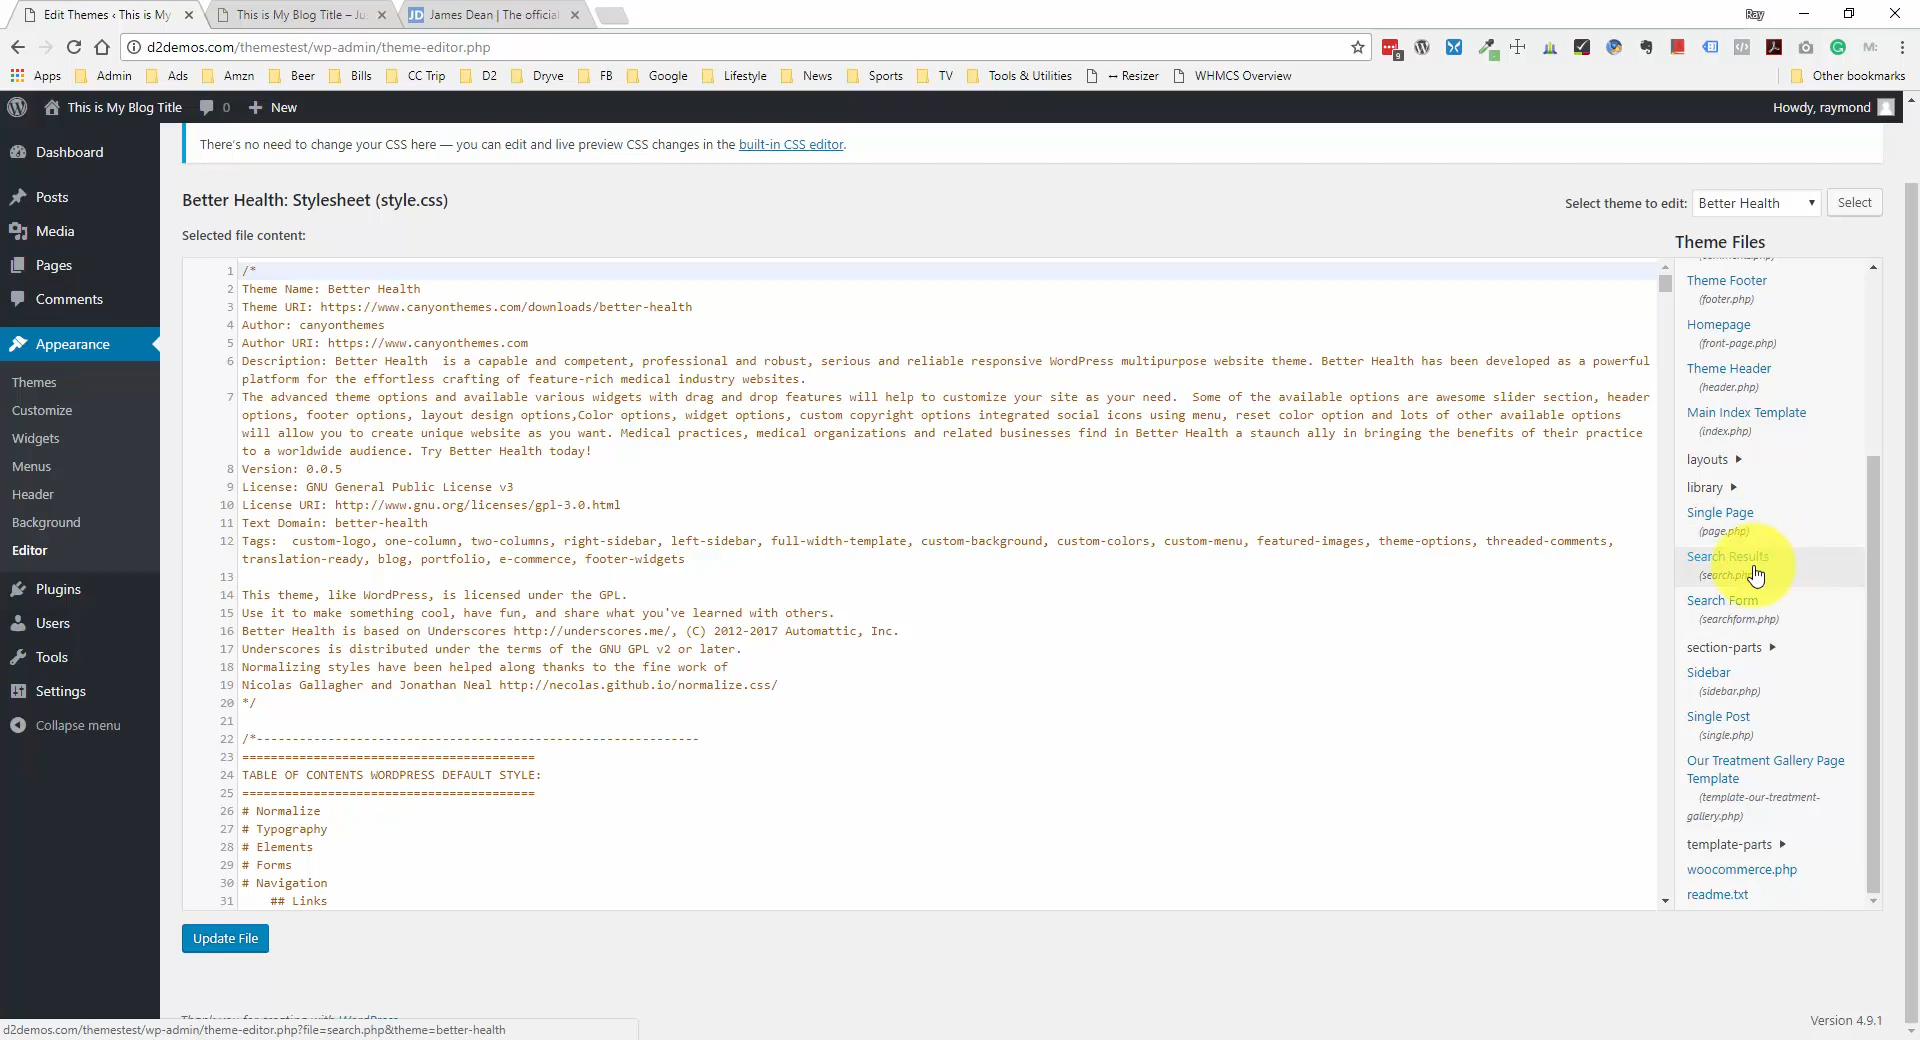 Edit Themes ‹ This is My
This is My Blog Title – Ju
JD James Dean | The official
Ray
d2demos.com/themestest/wp-admin/theme-editor.php
9
M:
Apps Admin Ads Amzn Beer Bills CC Trip D2 Dryve FB Google Lifestyle News Sports TV Tools & Utilities ↔ Resizer WHMCS Overview Other bookmarks
This is My Blog Title 0 + New Howdy, raymond
Dashboard
Posts
Media
Pages
Comments
Appearance
Themes
Customize
Widgets
Menus
Header
Background
Editor
Plugins
Users
Tools
Settings
Collapse menu
There's no need to change your CSS here — you can edit and live preview CSS changes in the built-in CSS editor.
Better Health: Stylesheet (style.css)
Select theme to edit: Better Health Select
Selected file content:
1 /*
2 Theme Name: Better Health
3 Theme URI: https://www.canyonthemes.com/downloads/better-health
4 Author: canyonthemes
5 Author URI: https://www.canyonthemes.com
6 Description: Better Health  is a capable and competent, professional and robust, serious and reliable responsive WordPress multipurpose website theme. Better Health has been developed as a powerful
platform for the effortless crafting of feature-rich medical industry websites.
7 The advanced theme options and available various widgets with drag and drop features will help to customize your site as your need.  Some of the available options are awesome slider section, header
options, footer options, layout design options,Color options, widget options, custom copyright options integrated social icons using menu, reset color option and lots of other available options
will allow you to create unique website as you want. Medical practices, medical organizations and related businesses find in Better Health a staunch ally in bringing the benefits of their practice
to a worldwide audience. Try Better Health today!
8 Version: 0.0.5
9 License: GNU General Public License v3
10 License URI: http://www.gnu.org/licenses/gpl-3.0.html
11 Text Domain: better-health
12 Tags:  custom-logo, one-column, two-columns, right-sidebar, left-sidebar, full-width-template, custom-background, custom-colors, custom-menu, featured-images, theme-options, threaded-comments,
translation-ready, blog, portfolio, e-commerce, footer-widgets
13
14 This theme, like WordPress, is licensed under the GPL.
15 Use it to make something cool, have fun, and share what you've learned with others.
16 Better Health is based on Underscores http://underscores.me/, (C) 2012-2017 Automattic, Inc.
17 Underscores is distributed under the terms of the GNU GPL v2 or later.
18 Normalizing styles have been helped along thanks to the fine work of
19 Nicolas Gallagher and Jonathan Neal http://necolas.github.io/normalize.css/
20 */
21
22 /*--------------------------------------------------------------
23 =========================================
24 TABLE OF CONTENTS WORDPRESS DEFAULT STYLE:
25 =========================================
26 # Normalize
27 # Typography
28 # Elements
29 # Forms
30 # Navigation
31     ## Links
Theme Files
(comments.php)
Theme Footer
(footer.php)
Homepage
(front-page.php)
Theme Header
(header.php)
Main Index Template
(index.php)
layouts
library
Single Page
(page.php)
Search Results
(search.php)
Search Form
(searchform.php)
section-parts
Sidebar
(sidebar.php)
Single Post
(single.php)
Our Treatment Gallery Page
Template
(template-our-treatment-
gallery.php)
template-parts
woocommerce.php
readme.txt
Update File
Thank you for creating with WordPress.
Version 4.9.1
d2demos.com/themestest/wp-admin/theme-editor.php?file=search.php&theme=better-health